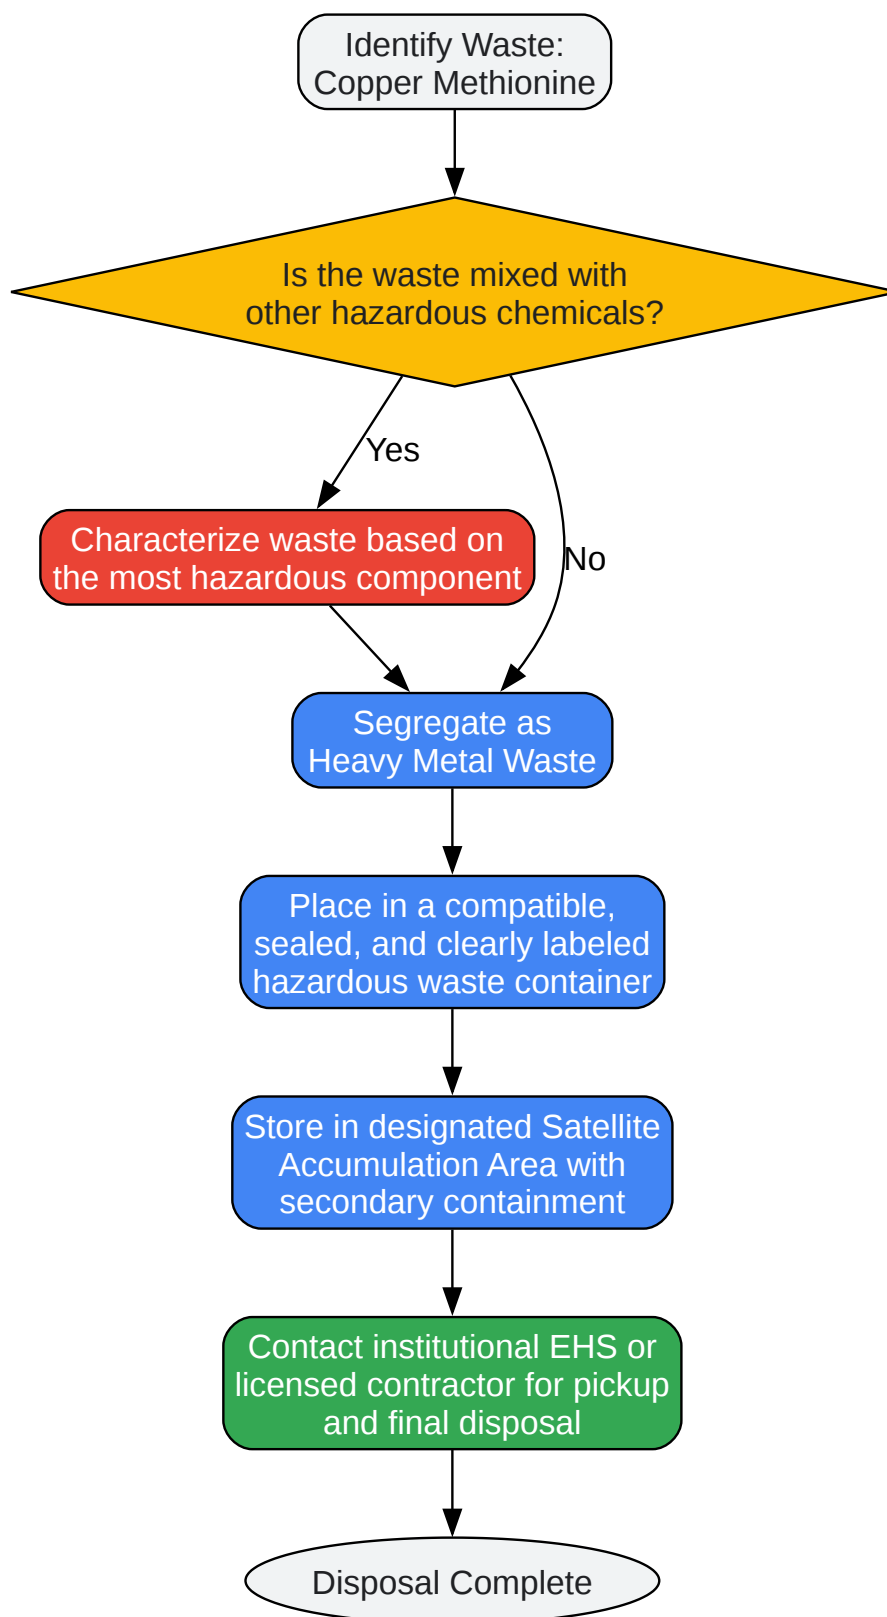 Identify Waste:
Copper Methionine
Is the waste mixed with
other hazardous chemicals?
Yes
Characterize waste based on
the most hazardous component
No
Segregate as
Heavy Metal Waste
Place in a compatible,
sealed, and clearly labeled
hazardous waste container
Store in designated Satellite
Accumulation Area with
secondary containment
Contact institutional EHS or
licensed contractor for pickup
and final disposal
Disposal Complete